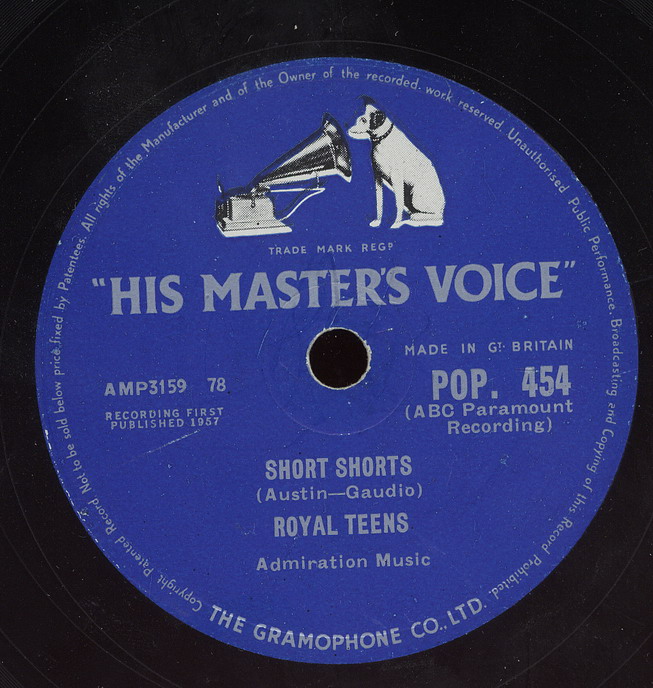 Copyright. Patented Record Not to be sold below price fixed by Patentees. All rights of the Manufacturer and of the Owner of the recorded work reserved. Unauthorised Public Performance. Broadcasting and Copying of this Record Prohibited.
TRADE MARK REGD
"HIS MASTER'S VOICE"
MADE IN GT. BRITAIN
AMP3159 78
POP. 454
RECORDING FIRST
PUBLISHED 1957
(ABC Paramount
Recording)
SHORT SHORTS
(Austin—Gaudio)
ROYAL TEENS
Admiration Music
THE GRAMOPHONE CO., LTD.